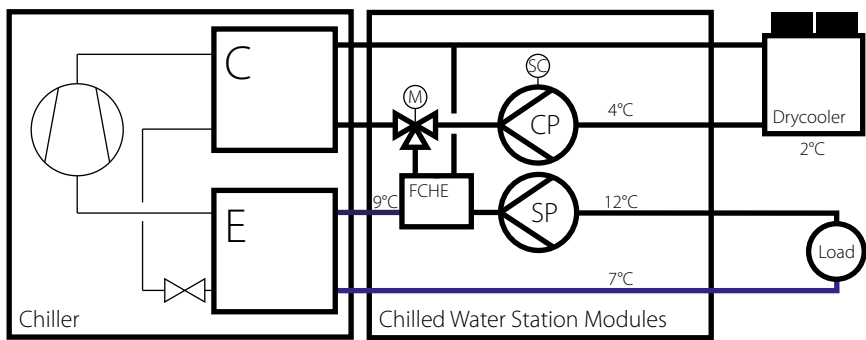 C
M
SC
CP
4°C
Drycooler
2°C
FCHE
9°C
E
SP
12°C
Load
7°C
Chiller
Chilled Water Station Modules